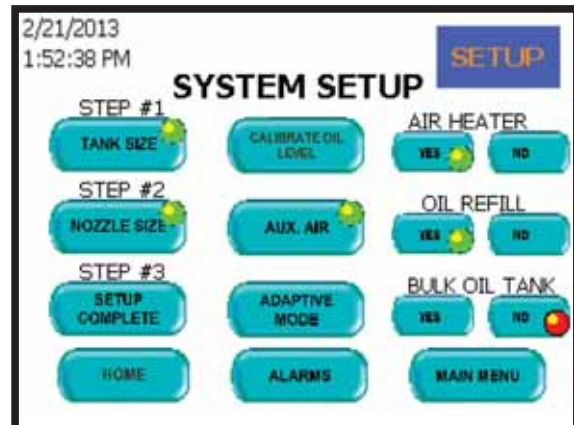 2/21/2013
1:52:38 PM
SETUP
SYSTEM SETUP
STEP #1
TANK SIZE
CALIBRATE OIL
LEVEL
AIR HEATER
YES
NO
STEP #2
NOZZLE SIZE
AUX. AIR
OIL REFILL
YES
NO
STEP #3
SETUP
COMPLETE
ADAPTIVE
MODE
BULK OIL TANK
YES
NO
HOME
ALARMS
MAIN MENU